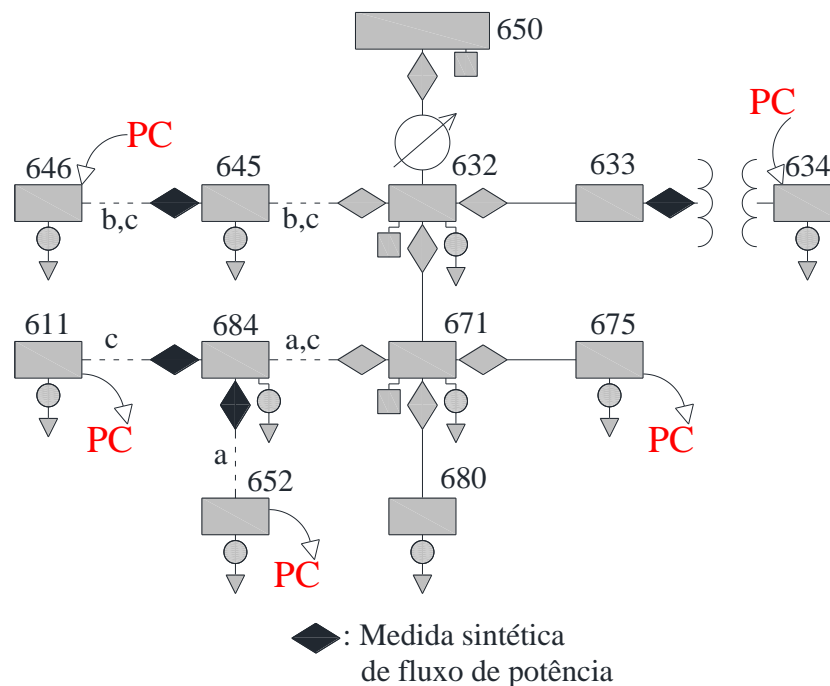 650
PC
PC
646
645
632
633
634
b,c
b,c
611
684
671
675
c
a,c
PC
PC
a
652
680
PC
: Medida sintética
de fluxo de potência